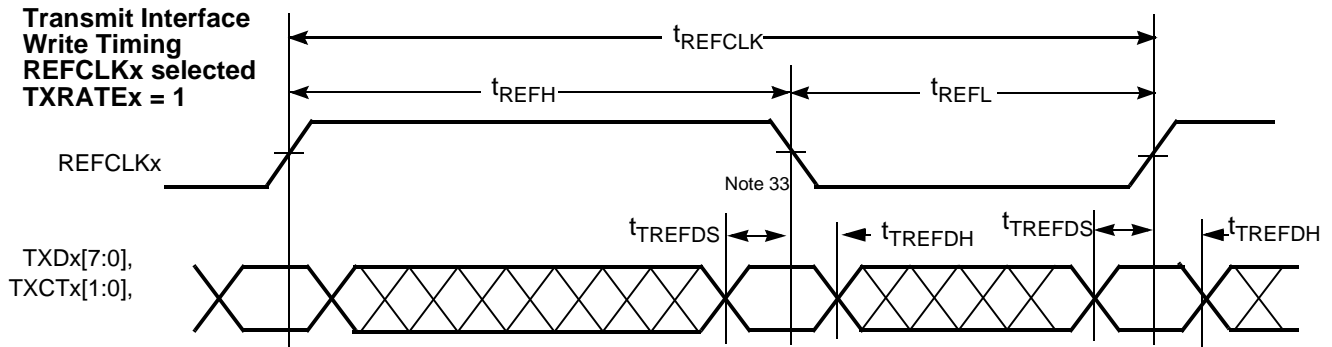 Transmit Interface
Write Timing
REFCLKx selected
TXRATEx = 1
tREFCLK
tREFH
tREFL
REFCLKx
Note 33
tTREFDS
tTREFDH
tTREFDS
tTREFDH
TXDx[7:0],
TXCTx[1:0],